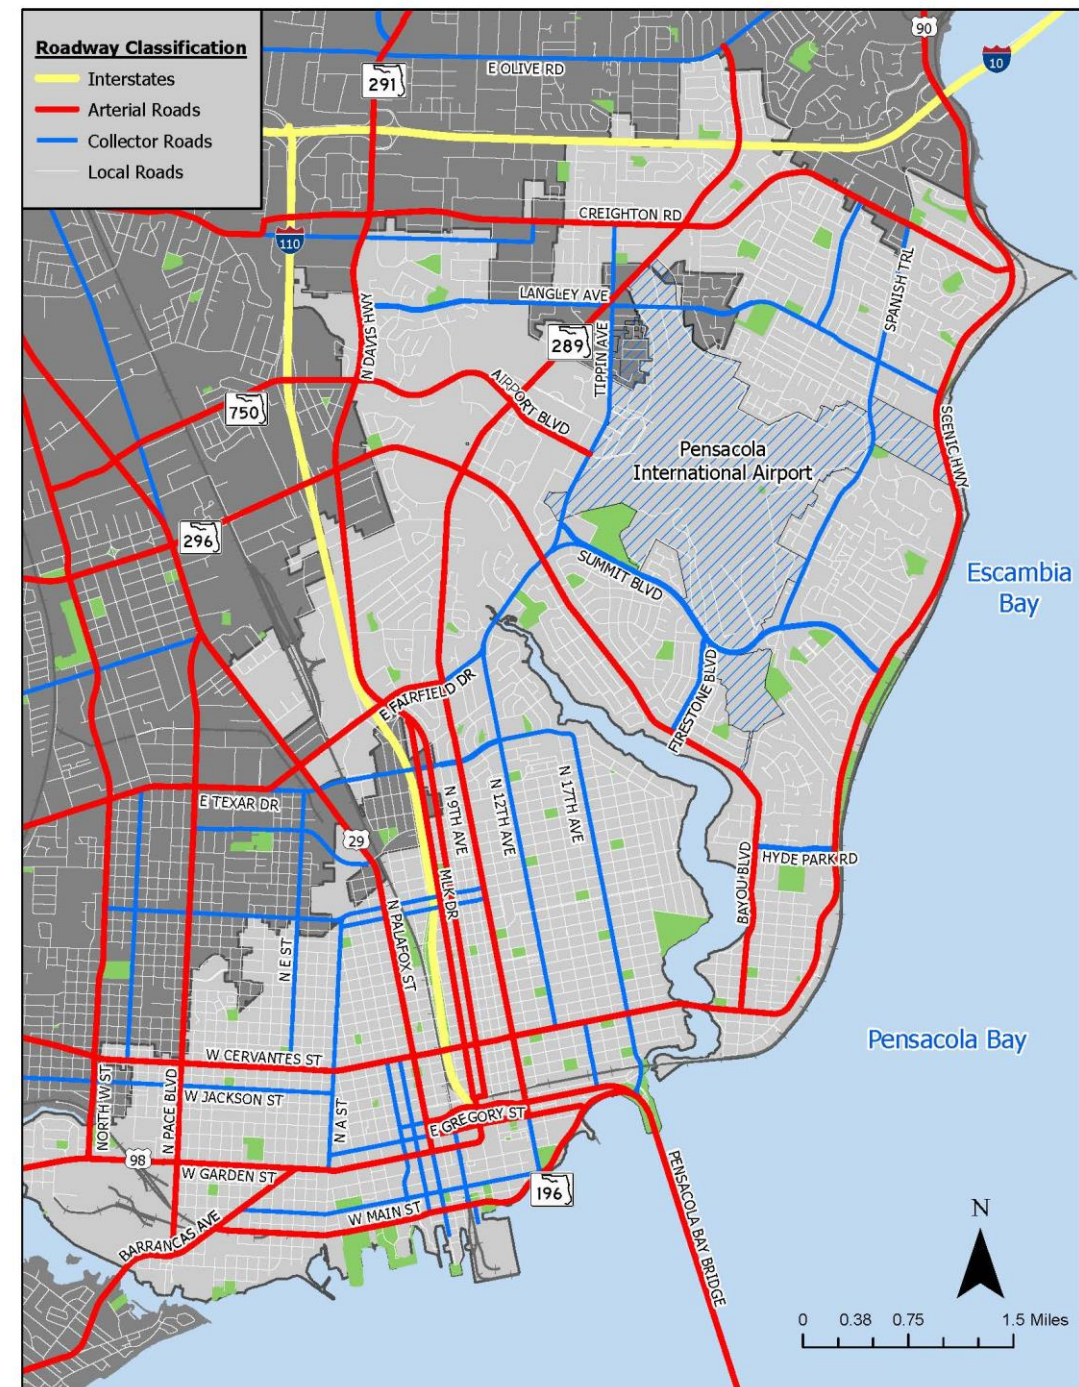 Roadway Classification
Interstates
Arterial Roads
Collector Roads
Local Roads
90
10
E OLIVE RD
291
CREIGHTON RD
110
SPANISH TRL
LANGLEY AVE
N DAVIS HWY
289
TIPPIN AVE
AIRPORT BLVD
750
SCENIC HWY
Pensacola
International Airport
296
SUMMIT BLVD
Escambia
Bay
FIRESTONE BLVD
E FAIRFIELD DR
N 9TH AVE
N 12TH AVE
N 17TH AVE
E TEXAR DR
29
HYDE PARK RD
BAYOU BLVD
MLK DR
N PALAFOX ST
N E ST
Pensacola Bay
W CERVANTES ST
NORTH W ST
N PACE BLVD
W JACKSON ST
N A ST
E GREGORY ST
98
W GARDEN ST
196
W MAIN ST
BARRANCAS AVE
PENSACOLA BAY BRIDGE
N
0 0.38 0.75 1.5 Miles